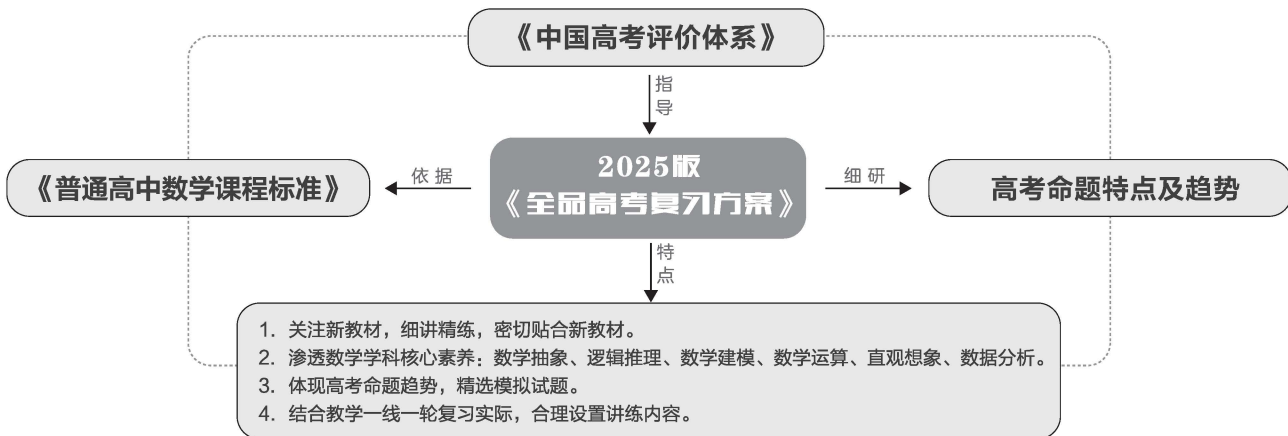 《中国高考评价体系》
指导
2025版
《全品高考复习方案》
依据
《普通高中数学课程标准》
细研
高考命题特点及趋势
特点
1. 关注新教材,细讲精练,密切贴合新教材。
2. 渗透数学学科核心素养:数学抽象、逻辑推理、数学建模、数学运算、直观想象、数据分析。
3. 体现高考命题趋势,精选模拟试题。
4. 结合教学一线一轮复习实际,合理设置讲练内容。